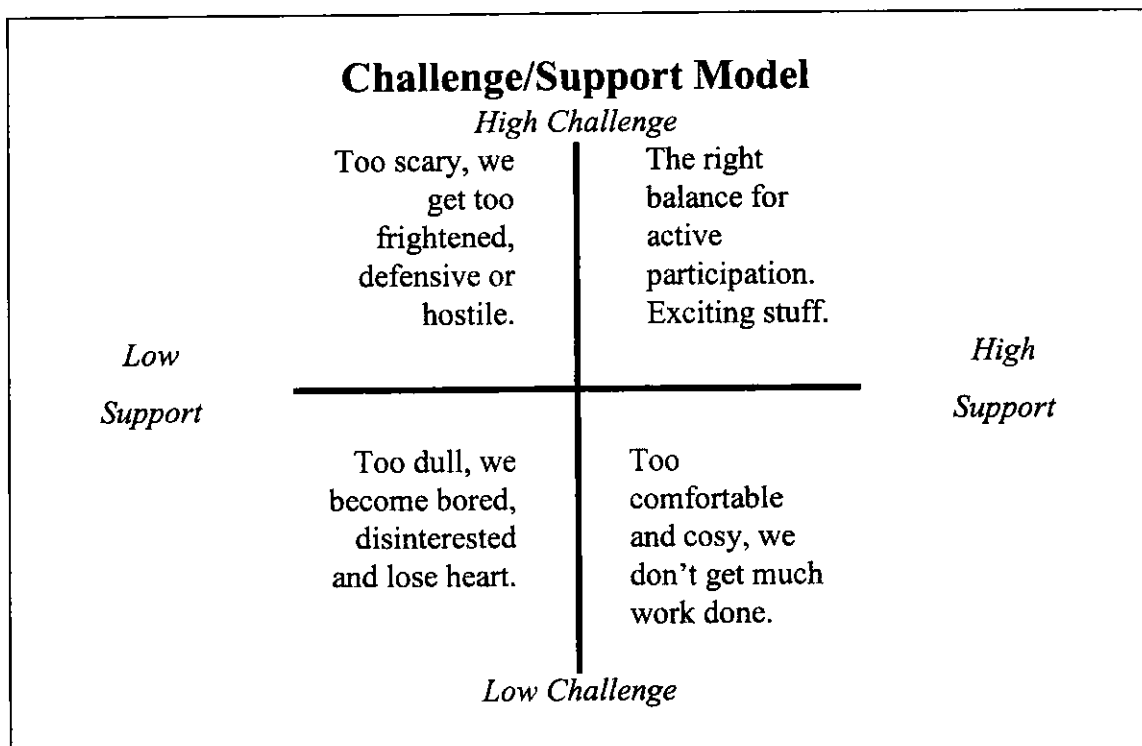 Challenge/Support Model
High Challenge
Too scary, we
get too
frightened,
defensive or
hostile.
The right
balance for
active
participation.
Exciting stuff.
Low
Support
High
Support
Too dull, we
become bored,
disinterested
and lose heart.
Too
comfortable
and cosy, we
don't get much
work done.
Low Challenge